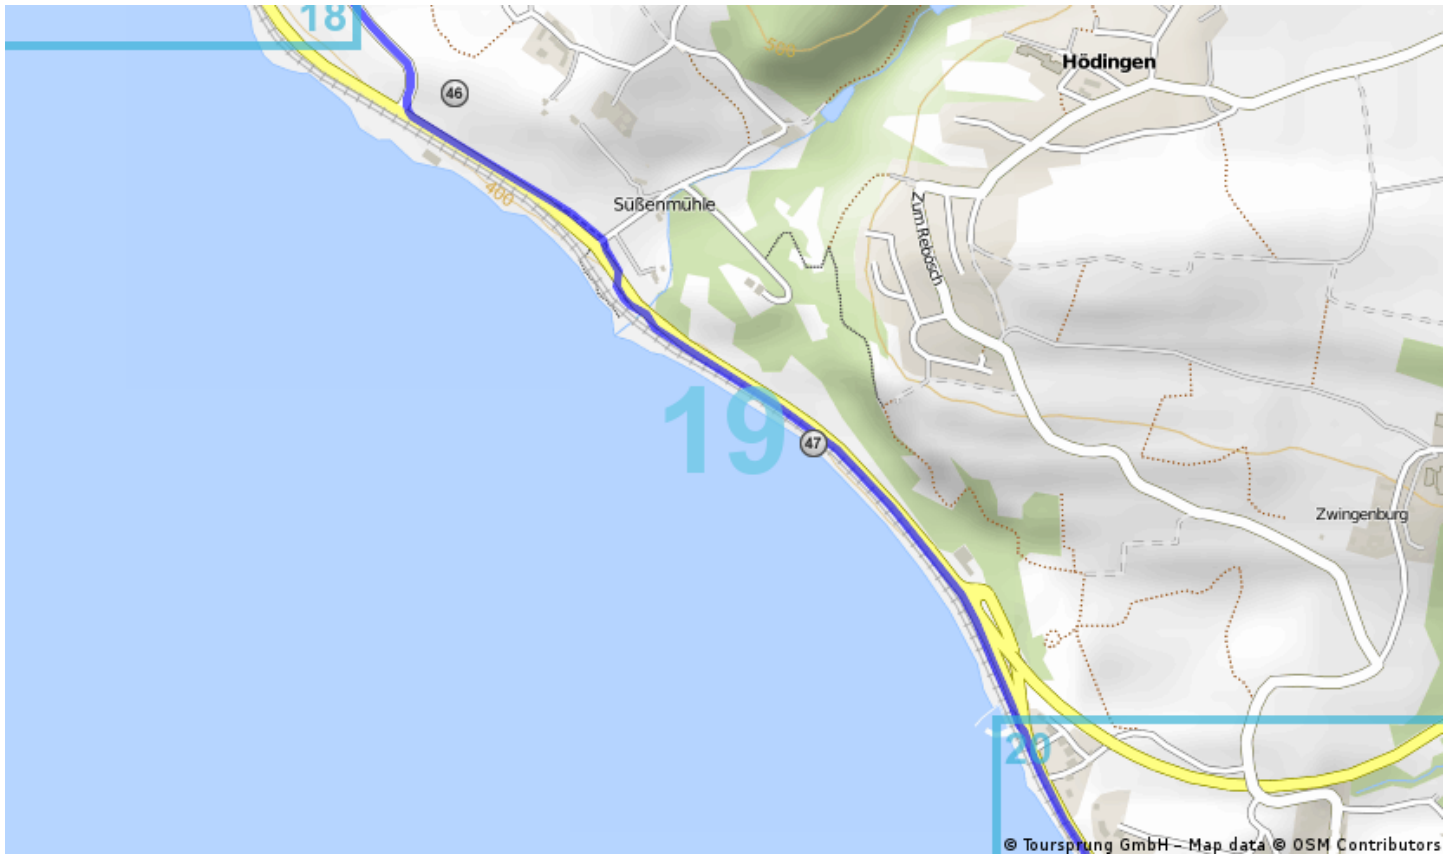 18
46
500
Hödingen
400
Süßenmühle
Zum Rebösch
19
47
Zwingenburg
20
© Toursprung GmbH – Map data © OSM Contributors